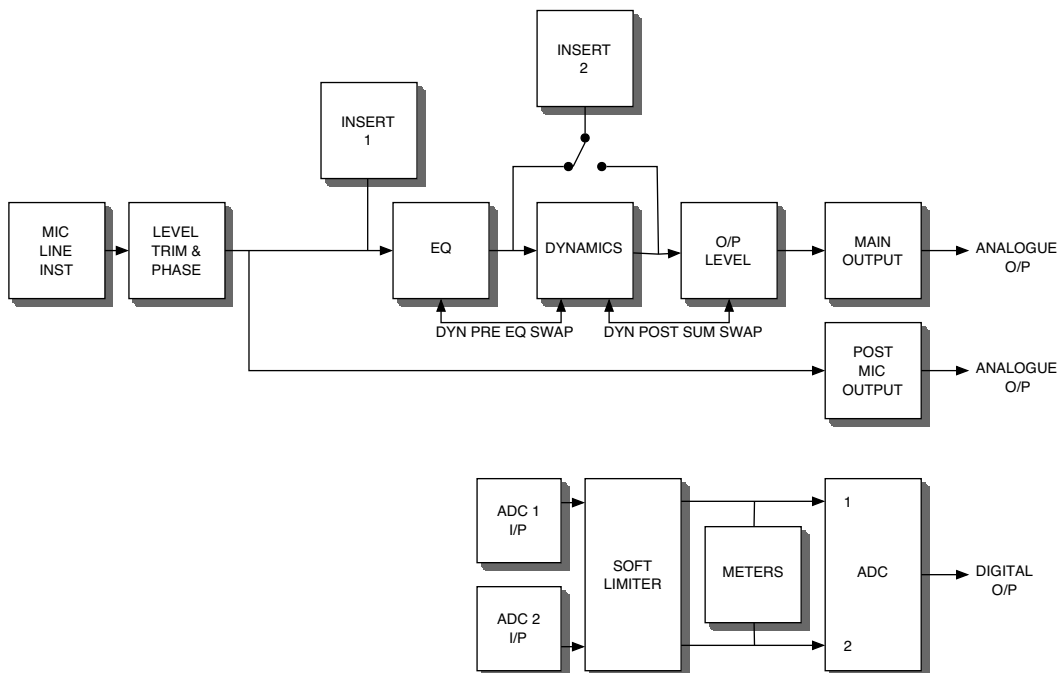 INSERT
2
INSERT
1
MIC
LINE
INST
LEVEL
TRIM &
PHASE
EQ
DYNAMICS
O/P
LEVEL
MAIN
OUTPUT
ANALOGUE
O/P
DYN PRE EQ SWAP
DYN POST SUM SWAP
POST
MIC
OUTPUT
ANALOGUE
O/P
ADC 1
I/P
ADC 2
I/P
SOFT
LIMITER
METERS
1
ADC
2
DIGITAL
O/P